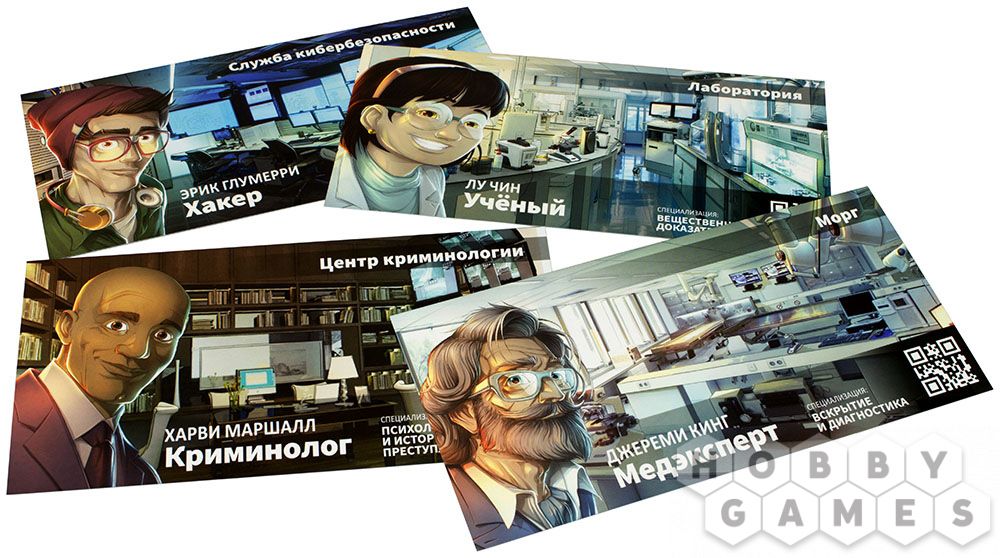 Служба кибербезопасности
ЭРИК ГЛУМЕРРИ
Хакер
Лаборатория
ЛУ ЧИН
Учёный
СПЕЦИАЛИЗАЦИЯ:
Центр криминологии
ХАРВИ МАРШАЛЛ
Криминолог
Морг
ДЖЕРЕМИ КИНГ
Медэксперт
СПЕЦИАЛИЗАЦИЯ:
ВСКРЫТИЕ
И ДИАГНОСТИКА
HOBBY
GAMES